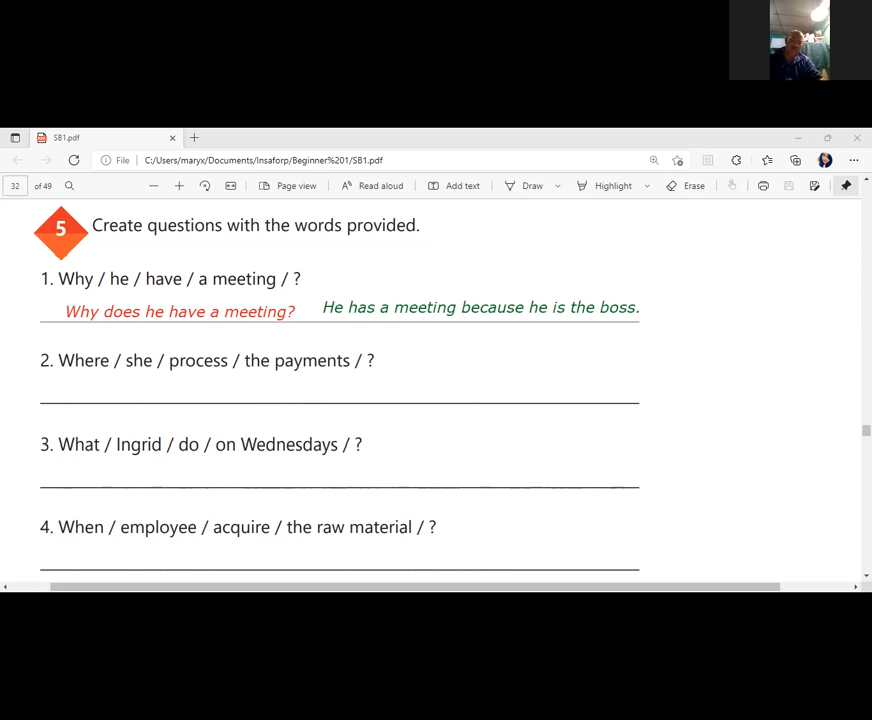 SB1.pdf
File
C:/Users/maryx/Documents/Insaforp/Beginner%201/SB1.pdf
32 of 49
Page view
Read aloud
Add text
Draw
Highlight
Erase
5 Create questions with the words provided.
1. Why / he / have / a meeting / ?
Why does he have a meeting? He has a meeting because he is the boss.
2. Where / she / process / the payments / ?
3. What / Ingrid / do / on Wednesdays / ?
4. When / employee / acquire / the raw material / ?